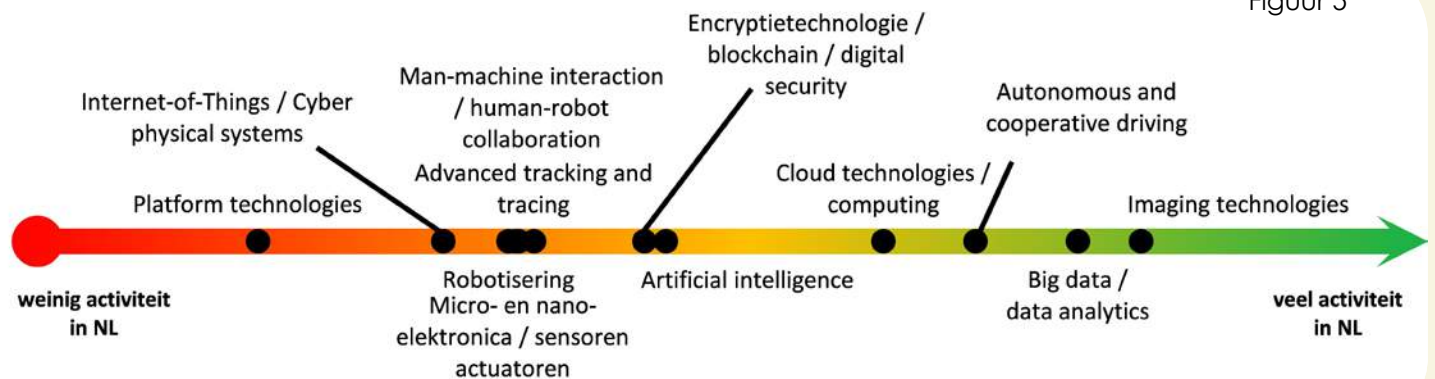 Figuur 3
Encryptietechnologie /
blockchain / digital
security
Man-machine interaction
/ human-robot
collaboration
Internet-of-Things / Cyber
physical systems
Autonomous and
cooperative driving
Advanced tracking and
tracing
Cloud technologies /
computing
Platform technologies
Imaging technologies
weinig activiteit
in NL
Robotisering
Micro- en nano-
elektronica / sensoren
actuatoren
Artificial intelligence
Big data /
data analytics
veel activiteit
in NL